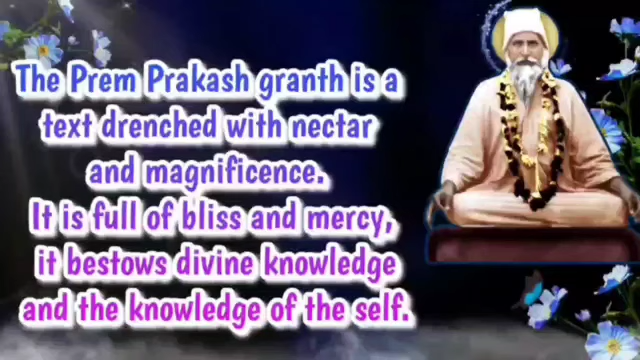 The Prem Prakash granth is a
text drenched with nectar
and magnificence.
It is full of bliss and mercy,
it bestows divine knowledge
and the knowledge of the self.